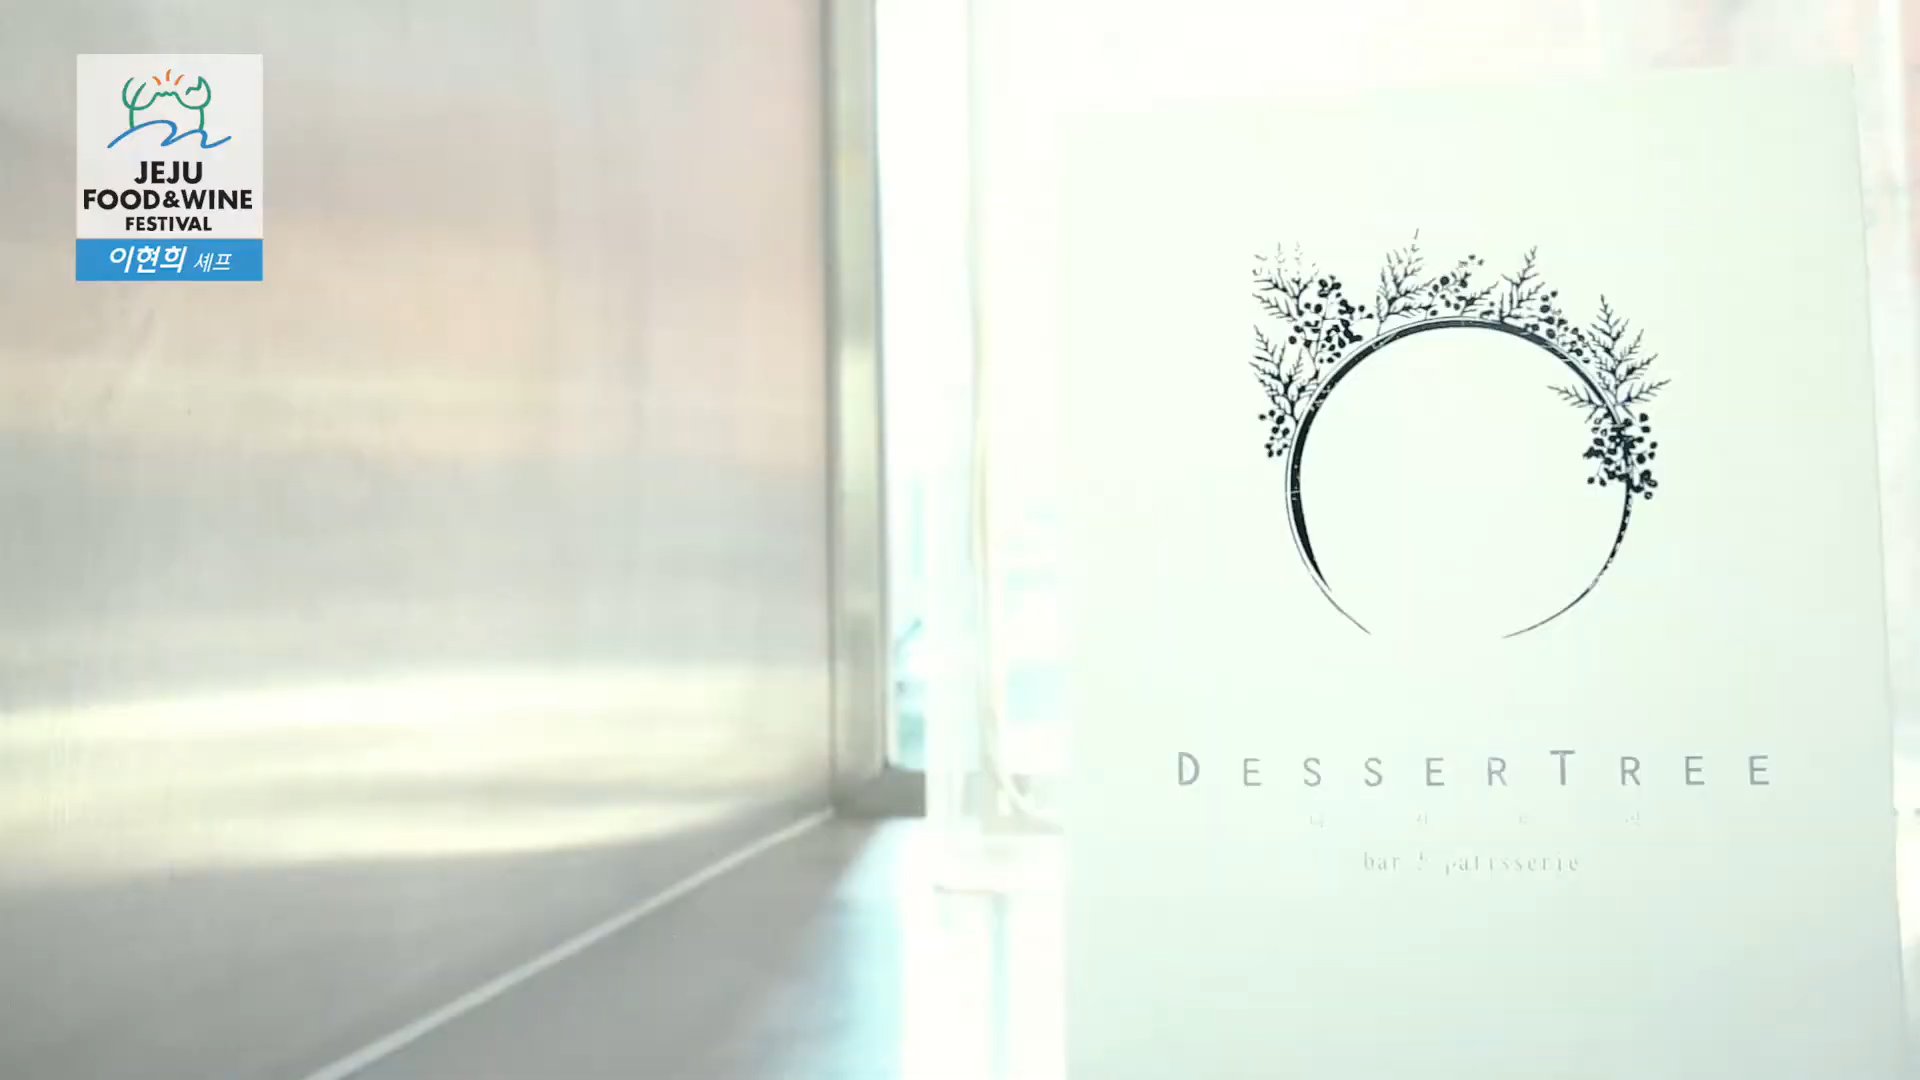 JEJU
FOOD&WINE
FESTIVAL
이현희 셰프
DESSERTREE
bar & patisserie